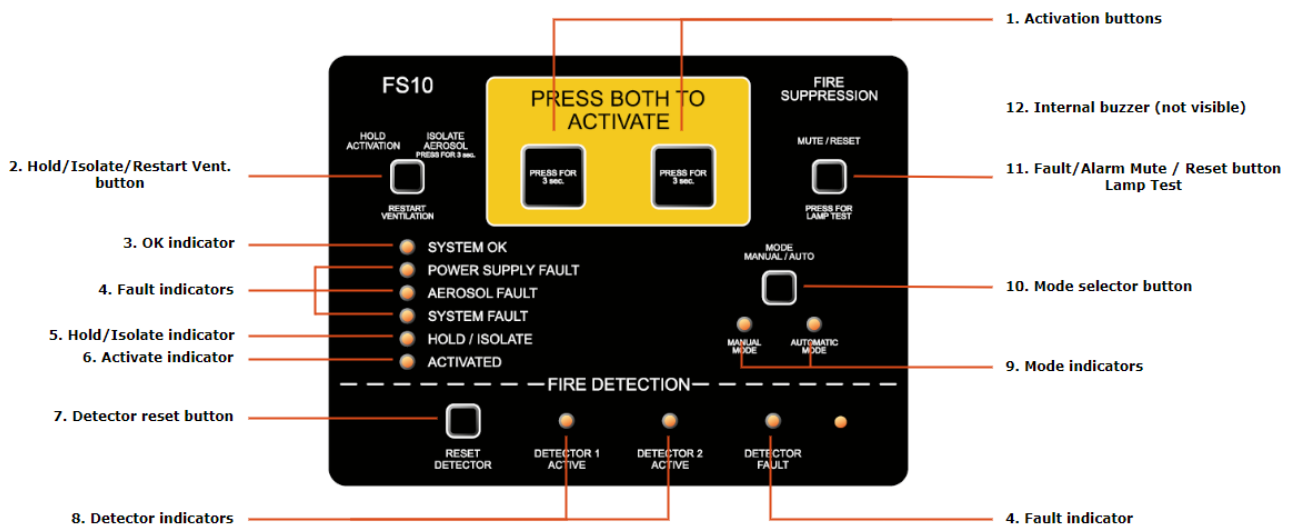 1. Activation buttons
FS10
PRESS BOTH TO
ACTIVATE
FIRE
SUPPRESSION
12. Internal buzzer (not visible)
HOLD
ACTIVATION
ISOLATE
AEROSOL
PRESS FOR 3 sec.
MUTE / RESET
2. Hold/Isolate/Restart Vent.
button
PRESS FOR
3 sec.
PRESS FOR
3 sec.
11. Fault/Alarm Mute / Reset button
Lamp Test
RESTART
VENTILATION
PRESS FOR
LAMP TEST
3. OK indicator
SYSTEM OK
MODE
MANUAL / AUTO
POWER SUPPLY FAULT
4. Fault indicators
AEROSOL FAULT
10. Mode selector button
SYSTEM FAULT
5. Hold/Isolate indicator
HOLD / ISOLATE
MANUAL
MODE
AUTOMATIC
MODE
6. Activate indicator
ACTIVATED
9. Mode indicators
FIRE DETECTION
7. Detector reset button
RESET
DETECTOR
DETECTOR 1
ACTIVE
DETECTOR 2
ACTIVE
DETECTOR
FAULT
8. Detector indicators
4. Fault indicator